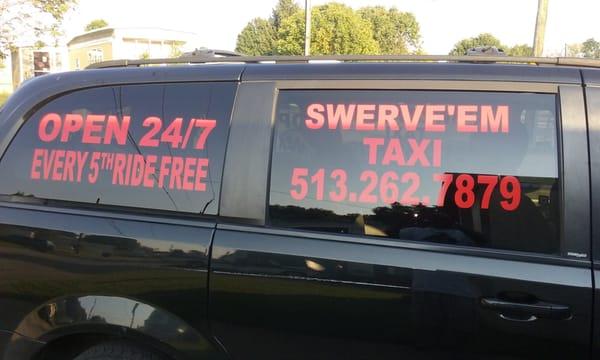 OPEN 24/7
EVERY 5TH RIDE FREE
SWERVE'EM
TAXI
513.262.7879